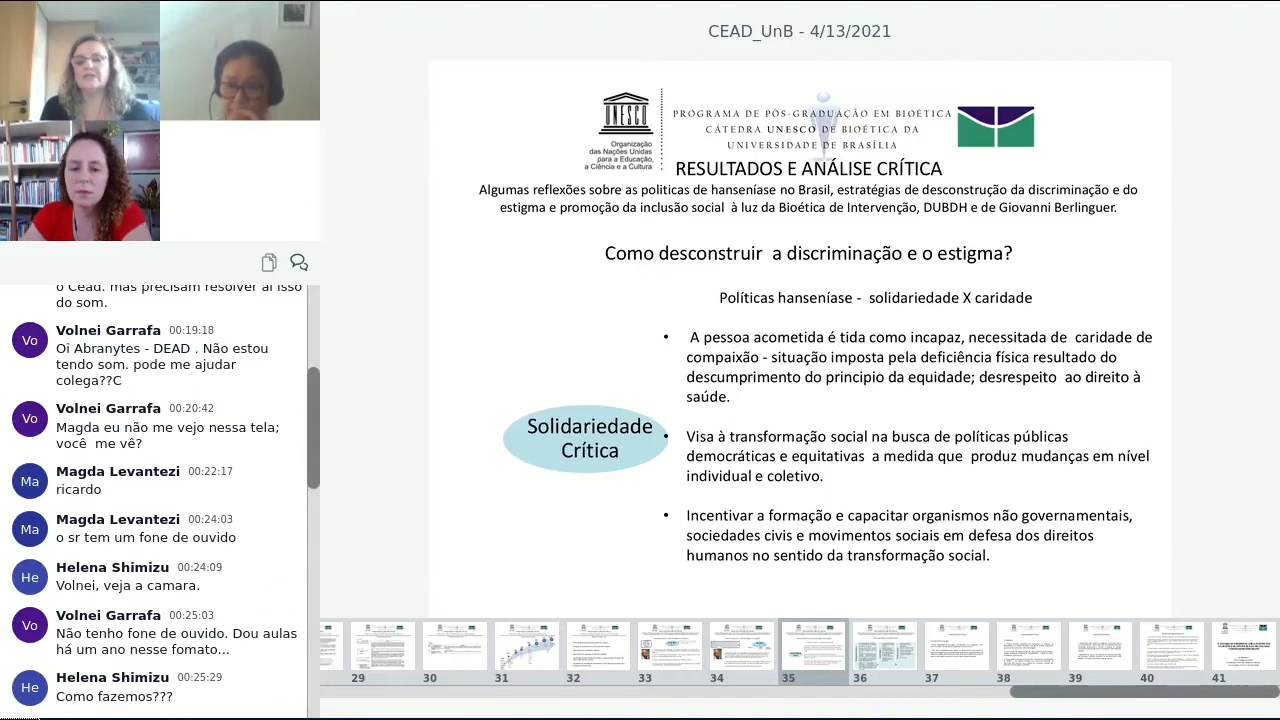 CEAD_UnB - 4/13/2021
UNESCO
Organização
das Nações Unidas
para a Educação,
a Ciência e a Cultura
PROGRAMA DE PÓS-GRADUAÇÃO EM BIOÉTICA
CÁTEDRA UNESCO DE BIOÉTICA DA
UNIVERSIDADE DE BRASÍLIA
RESULTADOS E ANÁLISE CRÍTICA
Algumas reflexões sobre as politicas de hanseníase no Brasil, estratégias de desconstrução da discriminação e do
estigma e promoção da inclusão social à luz da Bioética de Intervenção, DUBDH e de Giovanni Berlinguer.
Como desconstruir a discriminação e o estigma?
Políticas hanseníase - solidariedade X caridade
• A pessoa acometida é tida como incapaz, necessitada de caridade de
compaixão - situação imposta pela deficiência física resultado do
descumprimento do principio da equidade; desrespeito ao direito à
saúde.
Solidariedade
Crítica
• Visa à transformação social na busca de políticas públicas
democráticas e equitativas a medida que produz mudanças em nível
individual e coletivo.
• Incentivar a formação e capacitar organismos não governamentais,
sociedades civis e movimentos sociais em defesa dos direitos
humanos no sentido da transformação social.
o Cead. mas precisam resolver aí isso
do som.
Vo
Volnei Garrafa 00:19:18
Oi Abranytes - DEAD . Não estou
tendo som. pode me ajudar
colega??C
Vo
Volnei Garrafa 00:20:42
Magda eu não me vejo nessa tela;
você me vê?
Ma
Magda Levantezi 00:22:17
ricardo
Ma
Magda Levantezi 00:24:03
o sr tem um fone de ouvido
He
Helena Shimizu 00:24:09
Volnei, veja a camara.
Vo
Volnei Garrafa 00:25:03
Não tenho fone de ouvido. Dou aulas
há um ano nesse formato...
He
Helena Shimizu 00:25:29
Como fazemos???
29 30 31 32 33 34 35 36 37 38 39 40 41